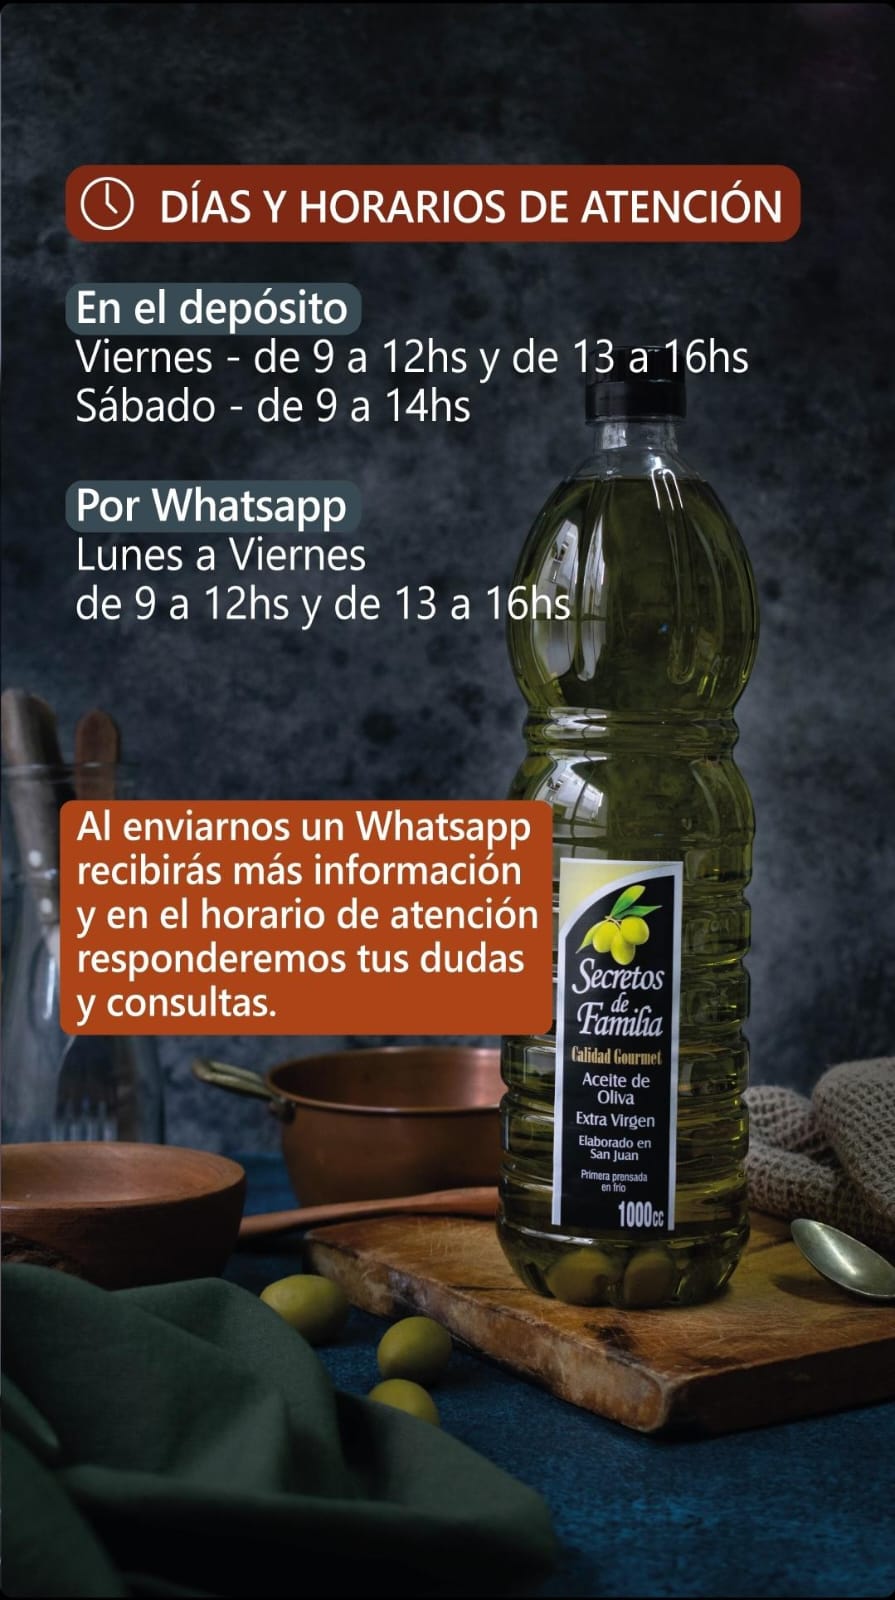 DÍAS Y HORARIOS DE ATENCIÓN
En el depósito
Viernes - de 9 a 12hs y de 13 a 16hs
Sábado - de 9 a 14hs
Por Whatsapp
Lunes a Viernes
de 9 a 12hs y de 13 a 16hs
Al enviarnos un Whatsapp
recibirás más información
y en el horario de atención
responderemos tus dudas
y consultas.
Secretos
de
Familia
Calidad Gourmet
Aceite de
Oliva
Extra Virgen
Elaborado en
San Juan
Primera prensada
en frío
1000cc